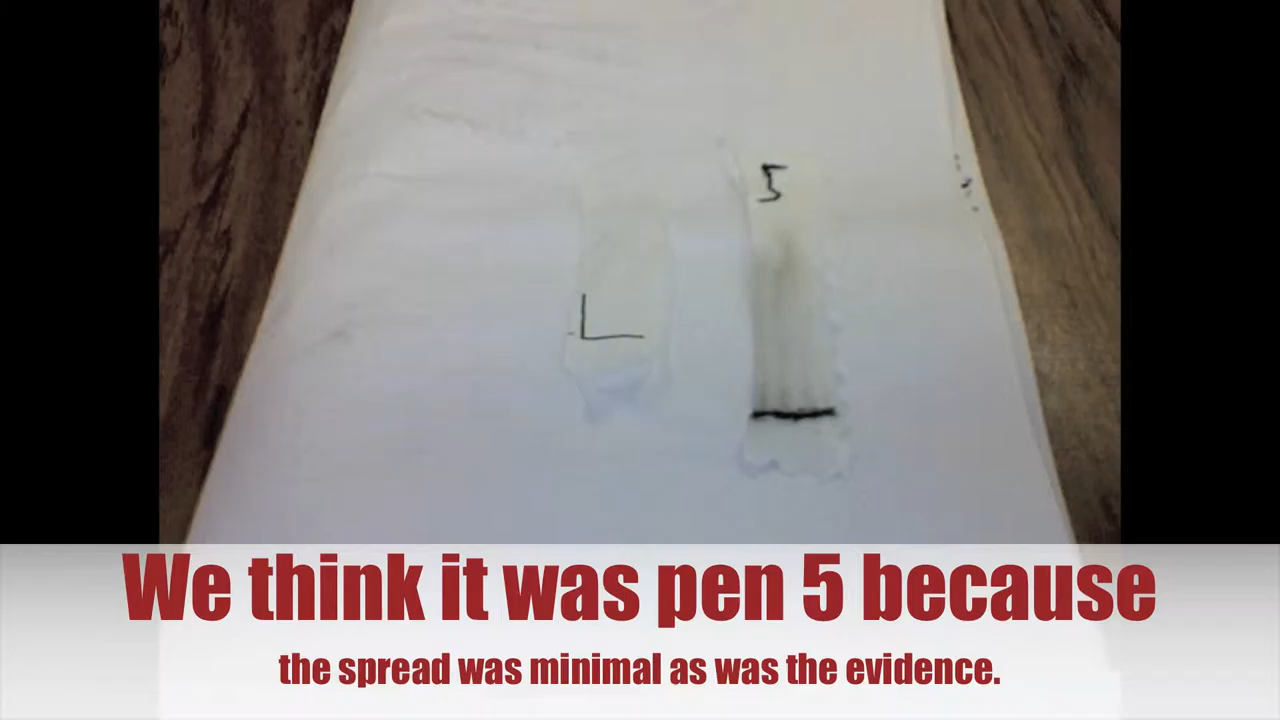 5
L
We think it was pen 5 because
the spread was minimal as was the evidence.